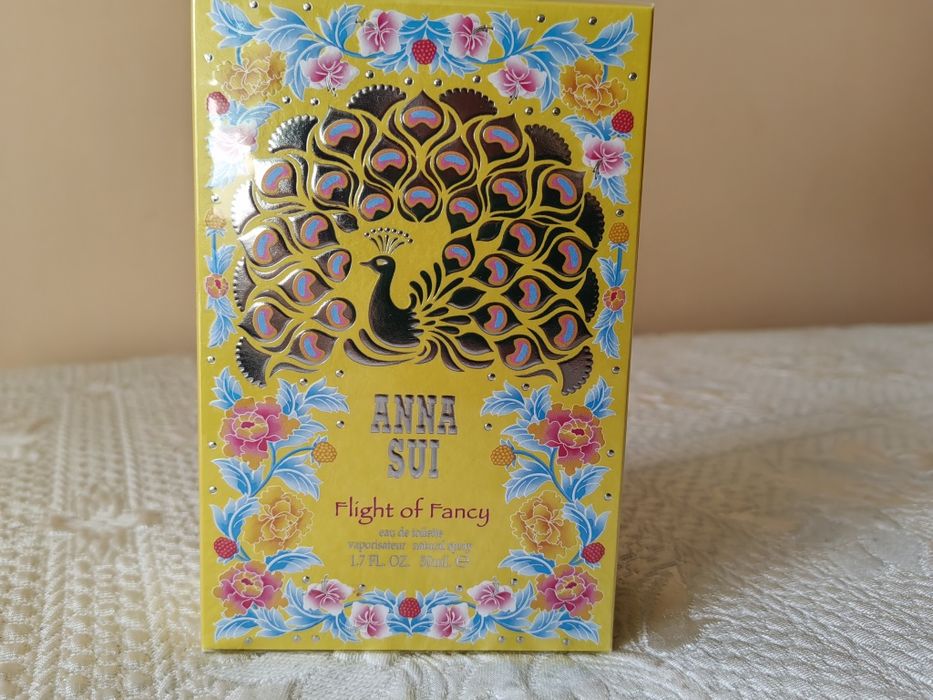 ANNA
SUI
Flight of Fancy
eau de toilette
vaporisateur natural spray
1.7 FL. OZ. 50mL ℮